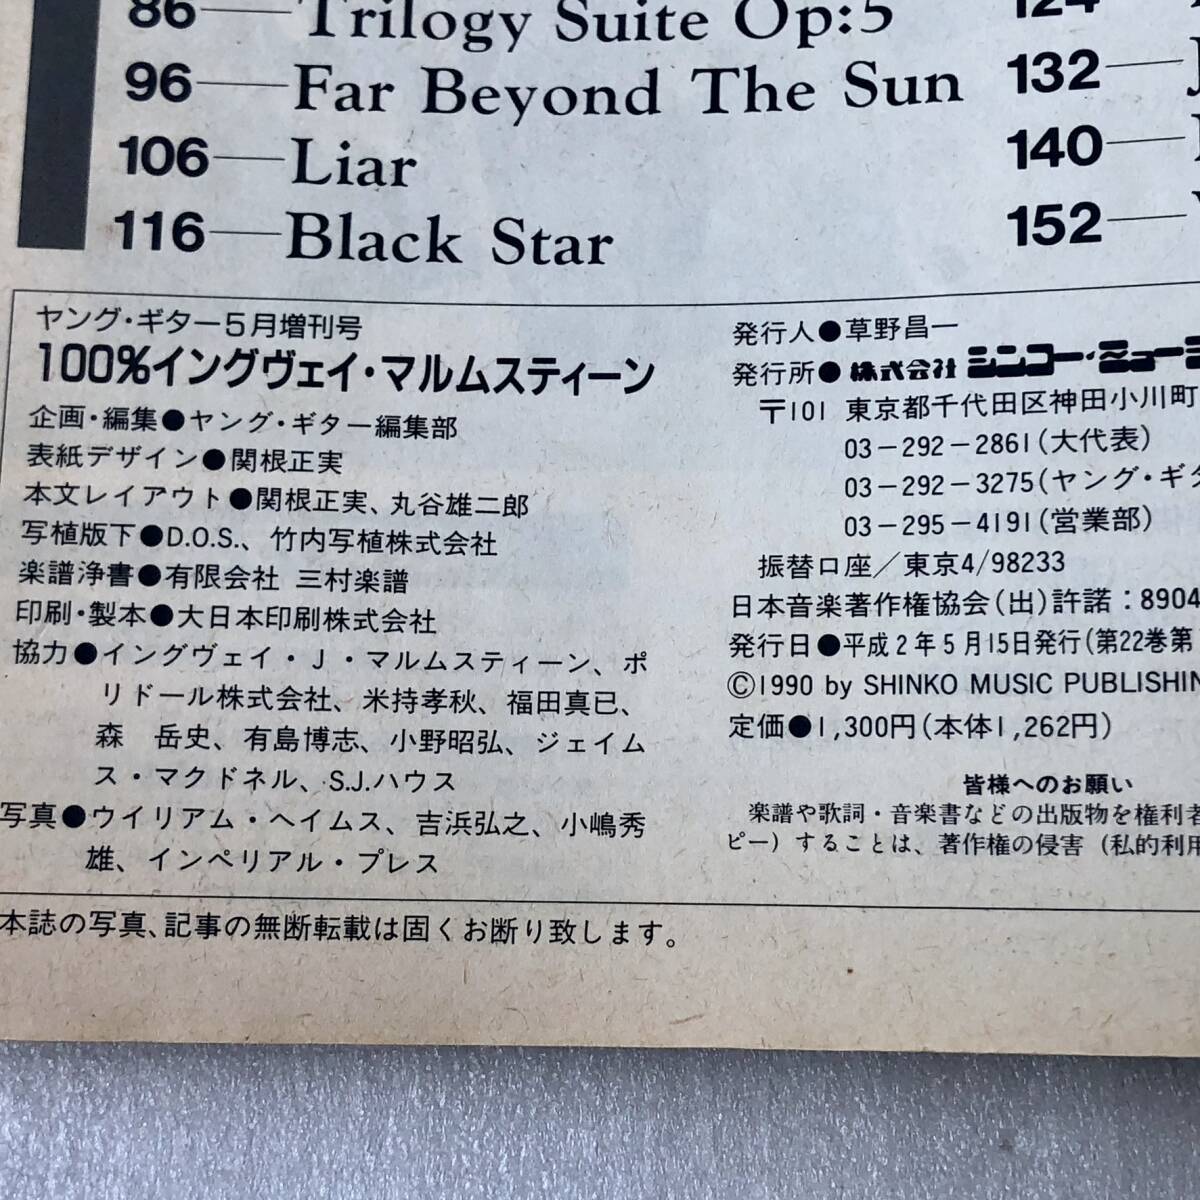 86 Trilogy Suite Op:5
96 Far Beyond The Sun
106 Liar
116 Black Star
124
132
140
152
ヤング・ギター5月増刊号
100%イングヴェイ・マルムスティーン
企画・編集●ヤング・ギター編集部
表紙デザイン●関根正実
本文レイアウト●関根正実、丸谷雄二郎
写植版下●D.O.S.、竹内写植株式会社
楽譜浄書●有限会社 三村楽譜
印刷・製本●大日本印刷株式会社
協力●イングヴェイ・J・マルムスティーン、ポ
リドール株式会社、米持孝秋、福田真已、
森 岳史、有島博志、小野昭弘、ジェイム
ス・マクドネル、S.J.ハウス
写真●ウイリアム・ヘイムス、吉浜弘之、小嶋秀
雄、インペリアル・プレス
発行人●草野昌一
発行所●株式会社 シンコー・ミュー
〒101 東京都千代田区神田小川町
03-292-2861(大代表)
03-292-3275(ヤング・ギタ
03-295-4191(営業部)
振替口座/東京4/98233
日本音楽著作権協会(出)許諾:8904
発行日●平成2年5月15日発行(第22巻第
©1990 by SHINKO MUSIC PUBLISHIN
定価●1,300円(本体1,262円)
皆様へのお願い
楽譜や歌詞・音楽書などの出版物を権利者
ピー)することは、著作権の侵害(私的利用
本誌の写真、記事の無断転載は固くお断り致します。